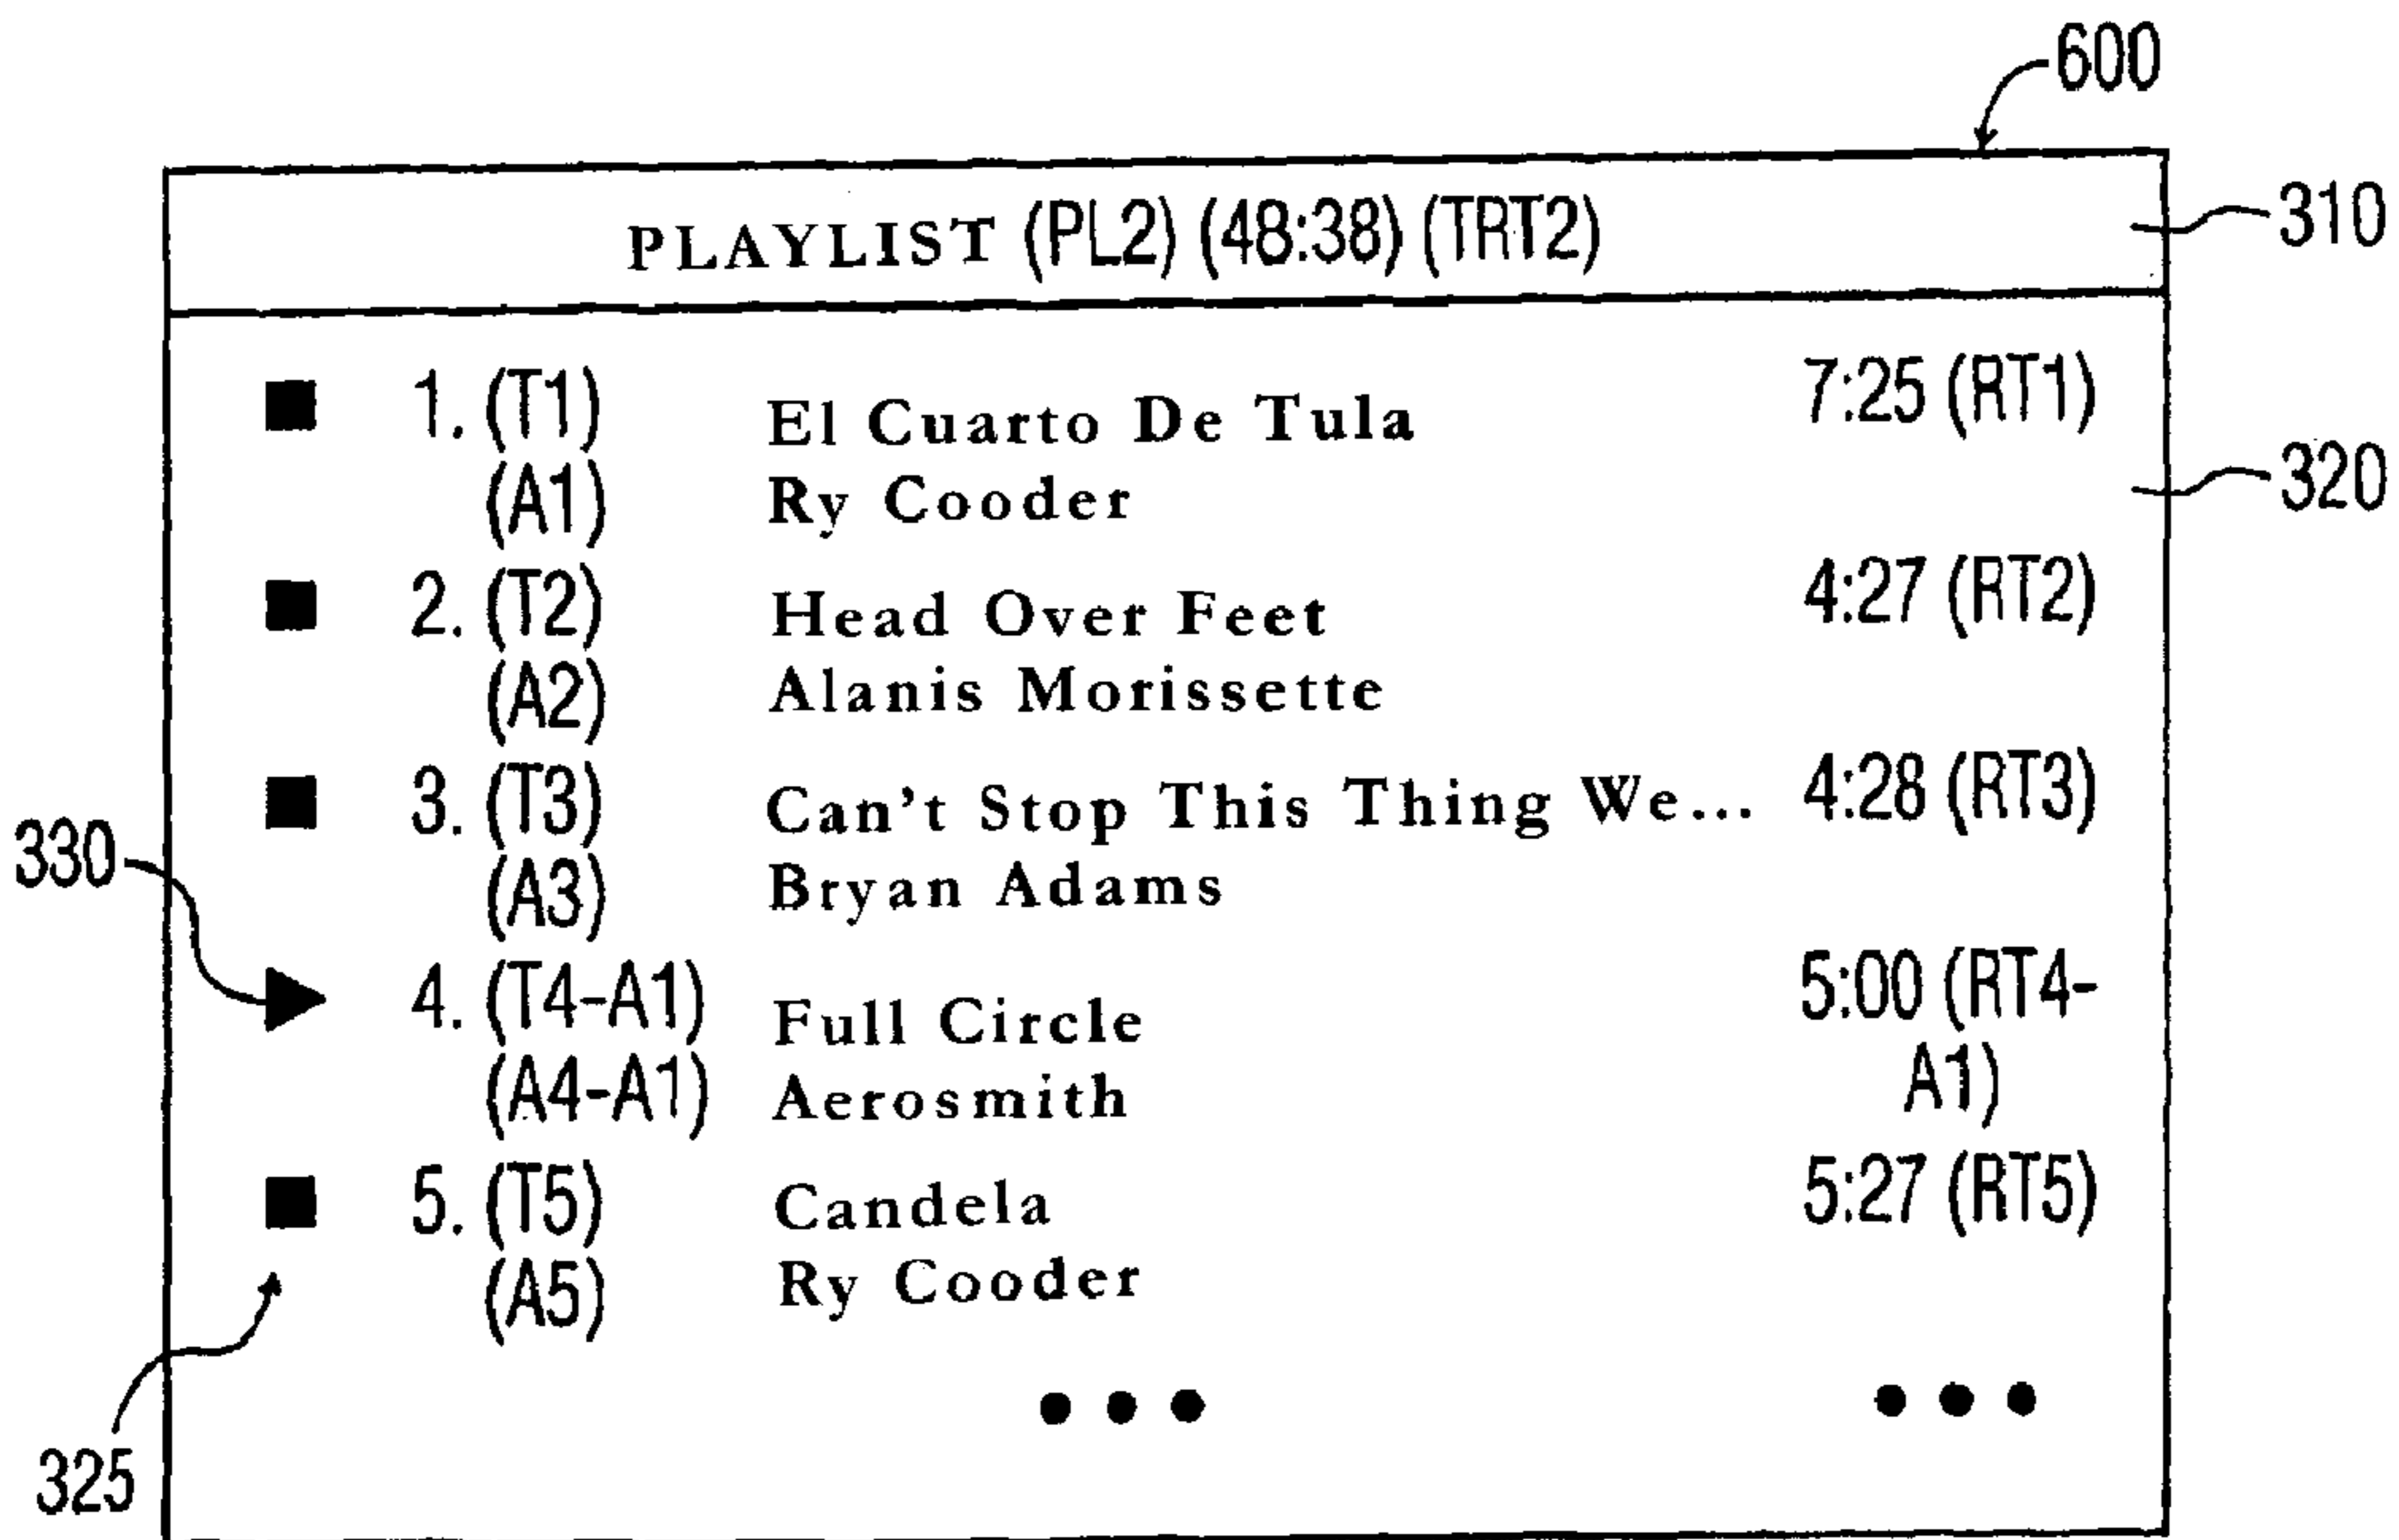 600
PLAYLIST (PL2) (48:38) (TRT2)
310
1. (T1) El Cuarto De Tula 7:25 (RT1)
(A1) Ry Cooder
320
2. (T2) Head Over Feet 4:27 (RT2)
(A2) Alanis Morissette
3. (T3) Can't Stop This Thing We... 4:28 (RT3)
330
(A3) Bryan Adams
4. (T4-A1) Full Circle 5:00 (RT4-
(A4-A1) Aerosmith A1)
5. (T5) Candela 5:27 (RT5)
(A5) Ry Cooder
... ...
325